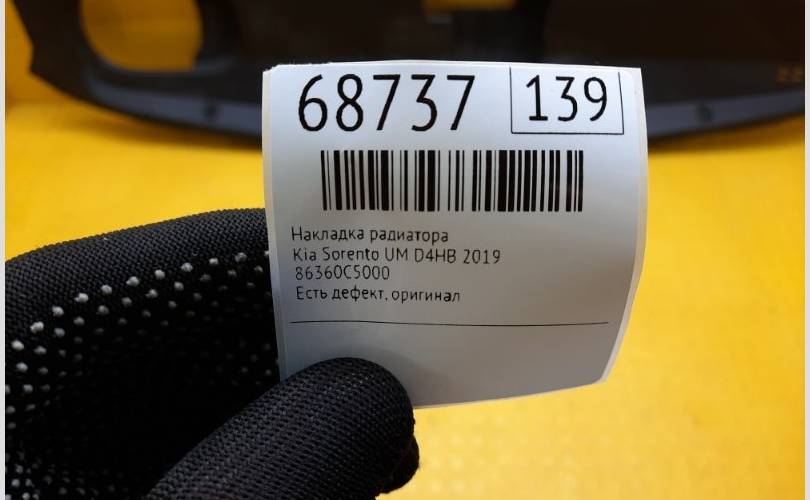 68737 139
Накладка радиатора
Kia Sorento UM D4HB 2019
86360C5000
Есть дефект, оригинал